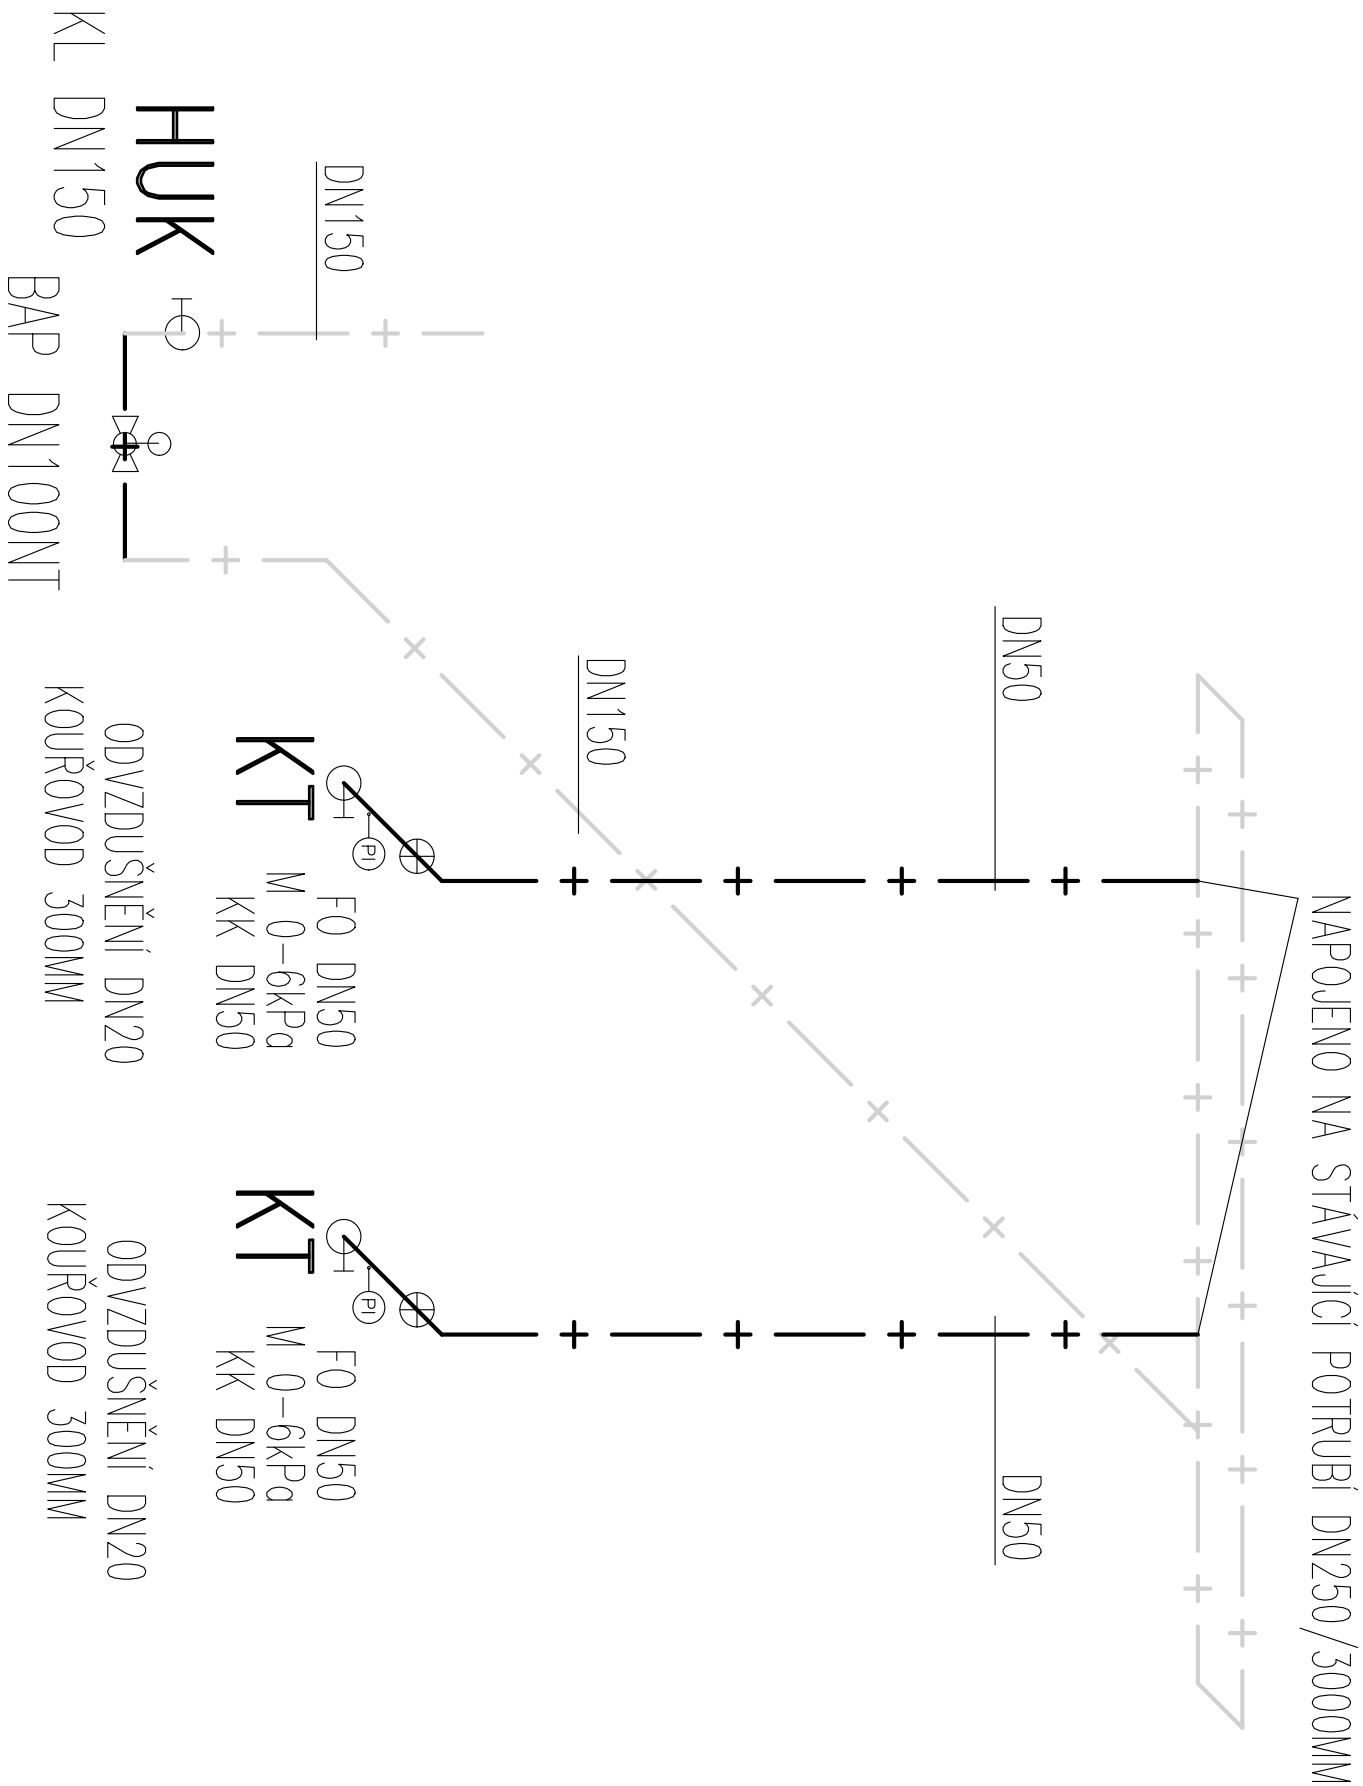 NAPOJENO NA STÁVAJÍCÍ POTRUBÍ DN250/3000MM
DN50
DN50
DN150
DN150
HUK
KL DN150
BAP DN100NT
KT
PI
FO DN50
M 0-6kPa
KK DN50
ODVZDUŠNĚNÍ DN20
KOUŘOVOD 300MM
KT
PI
FO DN50
M 0-6kPa
KK DN50
ODVZDUŠNĚNÍ DN20
KOUŘOVOD 300MM